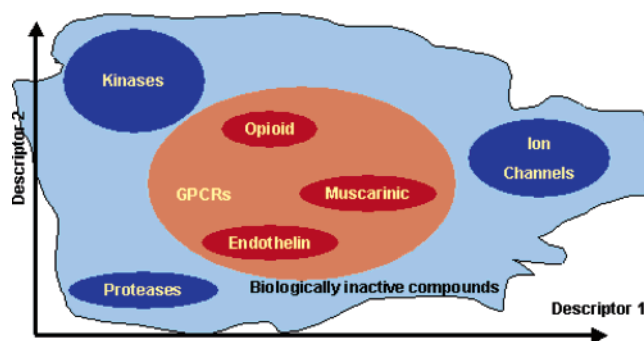 Kinases
Opioid
Ion
Channels
Descriptor-2
GPCRs
Muscarinic
Endothelin
Proteases
Biologically inactive compounds
Descriptor 1